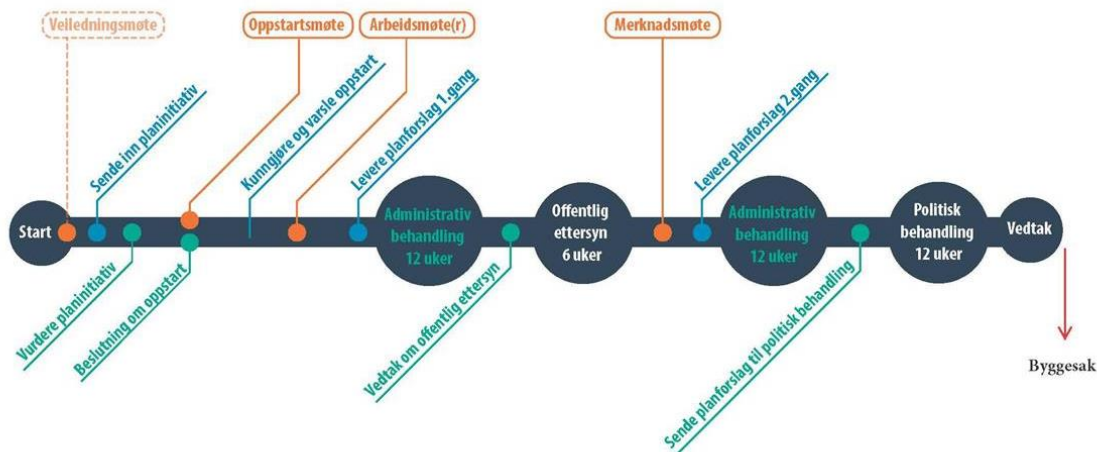 Veiledningsmøte
Oppstartsmøte
Arbeidsmøte(r)
Merknadsmøte
Sende inn planinitiativ
Kunngjøre og varsle oppstart
Levere planforslag 1.gang
Levere planforslag 2.gang
Start
Administrativ
behandling
12 uker
Offentlig
ettersyn
6 uker
Administrativ
behandling
12 uker
Politisk
behandling
12 uker
Vedtak
Vurdere planinitiativ
Beslutning om oppstart
Vedtak om offentlig ettersyn
Sende planforslag til politisk behandling
Byggesak